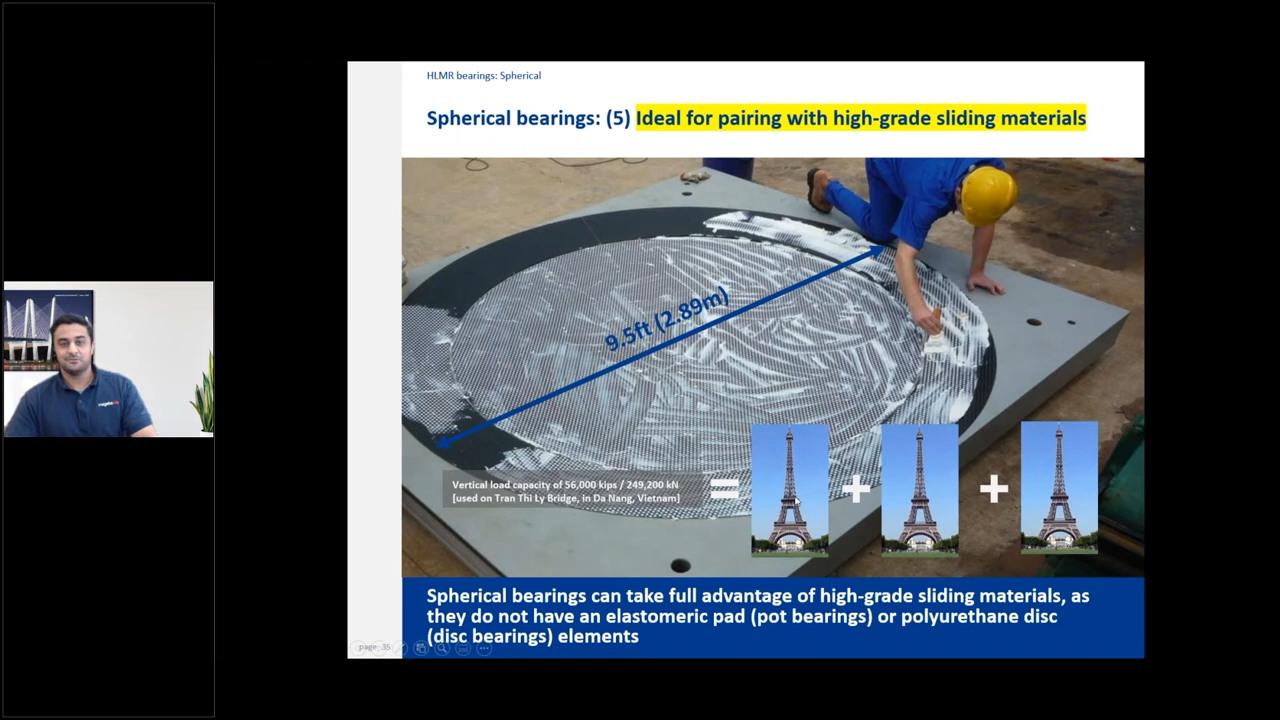 HLMR bearings: Spherical
Spherical bearings: (5) Ideal for pairing with high-grade sliding materials
9.5ft (2.89m)
Vertical load capacity of 56,000 kips / 249,200 kN
[used on Tran Thi Ly Bridge, in Da Nang, Vietnam]
= + +
Spherical bearings can take full advantage of high-grade sliding materials, as
they do not have an elastomeric pad (pot bearings) or polyurethane disc
(disc bearings) elements
page 35